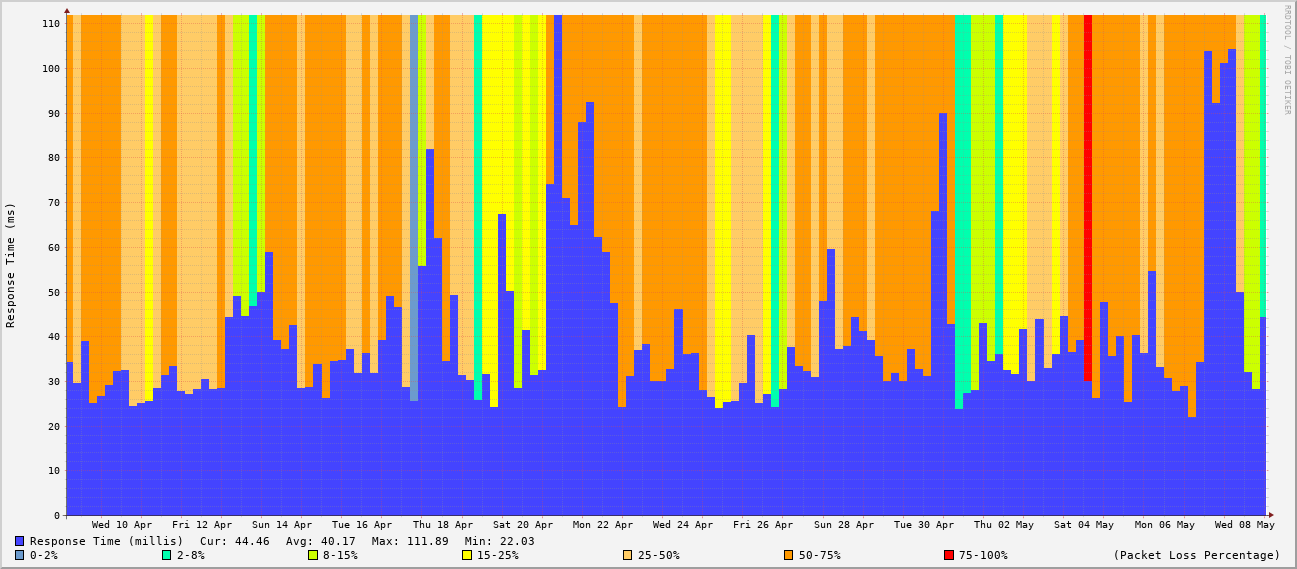 110
100
90
80
70
60
50
40
30
20
10
0
Response Time (ms)
RRDTOOL / TOBI OETIKER
Wed 10 Apr Fri 12 Apr Sun 14 Apr Tue 16 Apr Thu 18 Apr Sat 20 Apr Mon 22 Apr Wed 24 Apr Fri 26 Apr Sun 28 Apr Tue 30 Apr Thu 02 May Sat 04 May Mon 06 May Wed 08 May
Response Time (millis) Cur: 44.46 Avg: 40.17 Max: 111.89 Min: 22.03
0-2% 2-8% 8-15% 15-25% 25-50% 50-75% 75-100% (Packet Loss Percentage)